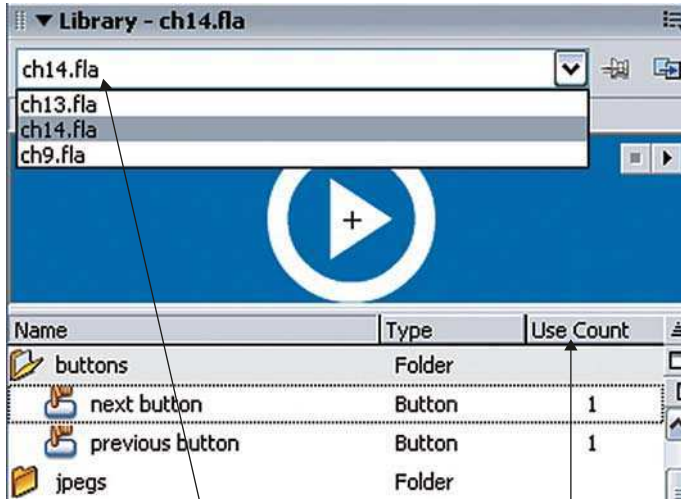 Library - ch14.fla
ch14.fla
ch13.fla
ch14.fla
ch9.fla
Name Type Use Count
buttons Folder
next button Button 1
previous button Button 1
jpegs Folder